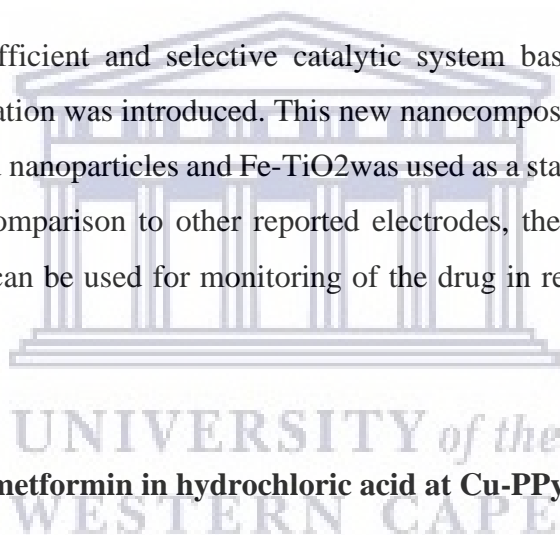 fficient and selective catalytic system bas
ation was introduced. This new nanocompos
nanoparticles and Fe-TiO2was used as a sta
omparison to other reported electrodes, the
can be used for monitoring of the drug in re
UNIVERSITY of the
metformin in hydrochloric acid at Cu-PPy
WESTERN CAPE